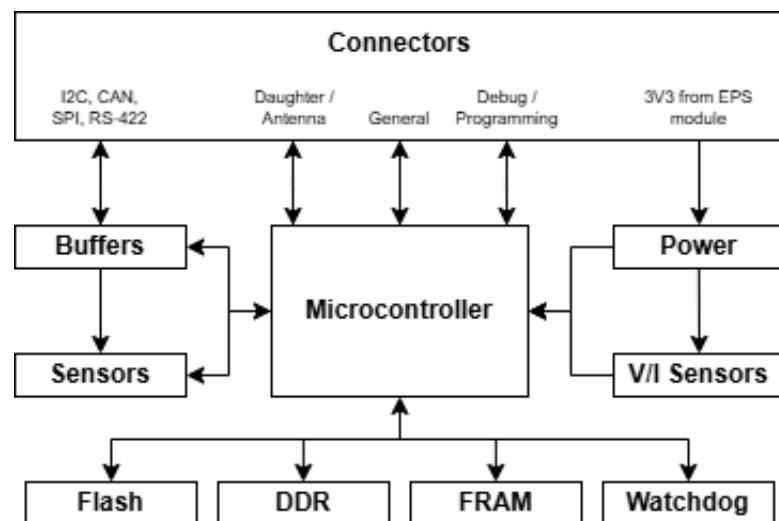 Connectors
I2C, CAN,
SPI, RS-422
Daughter /
Antenna
General
Debug /
Programming
3V3 from EPS
module
Buffers
Microcontroller
Power
Sensors
V/I Sensors
Flash
DDR
FRAM
Watchdog